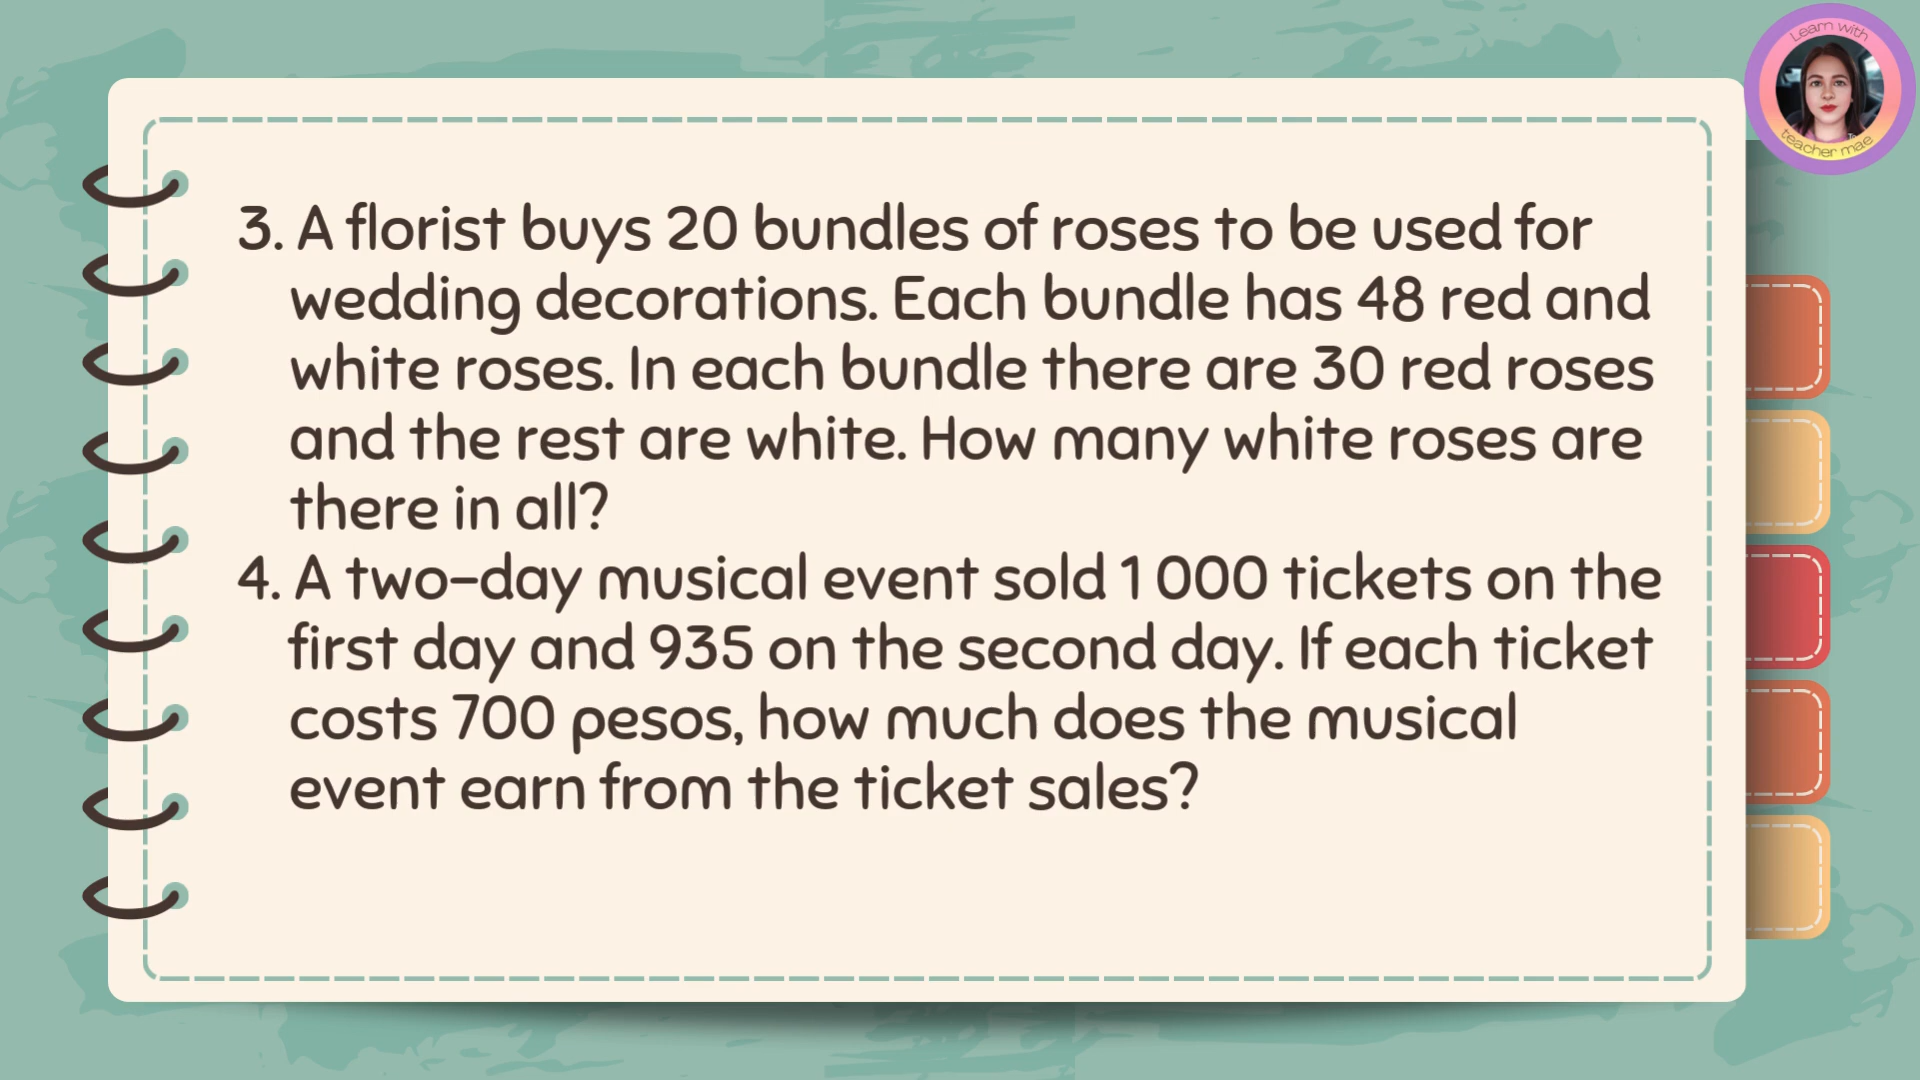 Learn with
teacher mae
3. A florist buys 20 bundles of roses to be used for
wedding decorations. Each bundle has 48 red and
white roses. In each bundle there are 30 red roses
and the rest are white. How many white roses are
there in all?
4. A two-day musical event sold 1 000 tickets on the
first day and 935 on the second day. If each ticket
costs 700 pesos, how much does the musical
event earn from the ticket sales?